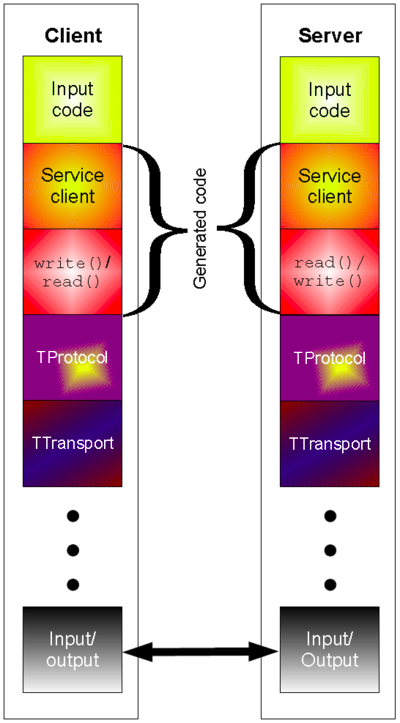 Client
Input
code
Service
client
write()/
read()
TProtocol
TTransport
Input/
output
Generated code
Server
Input
code
Service
client
read()/
write()
TProtocol
TTransport
Input/
Output